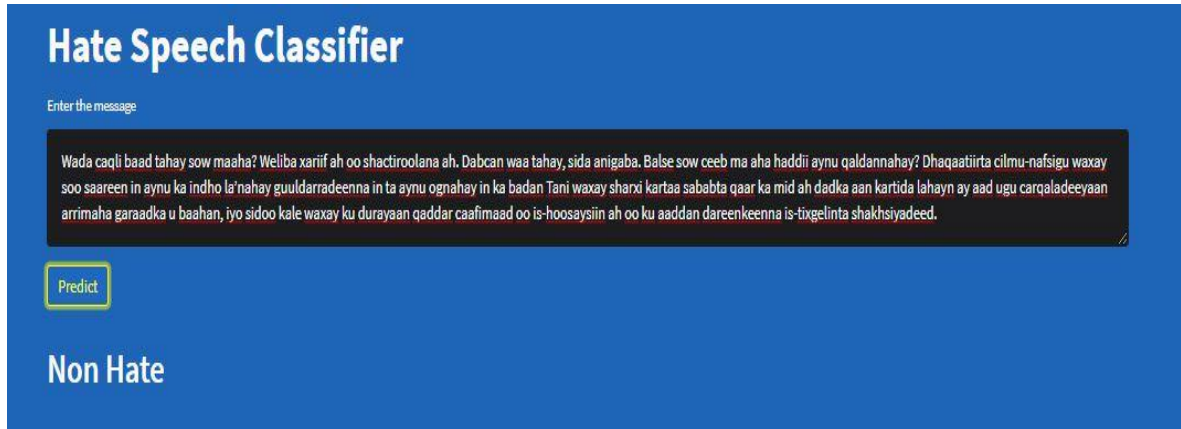 Hate Speech Classifier
Enter the message
Wada caqli baad tahay sow maaha? Weliba xariif ah oo shactiroolana ah. Dabcan waa tahay, sida anigaba. Balse sow ceeb ma aha haddii aynu qaldannahay? Dhaqaatiirta cilmu-nafsigu waxay
soo saareen in aynu ka indho la'nahay guuldarradeenna in ta aynu ognahay in ka badan Tani waxay sharxi kartaa sababta qaar ka mid ah dadka aan kartida lahayn ay aad ugu carqaladeeyaan
arrimaha garaadka u baahan, iyo sidoo kale waxay ku durayaan qaddar caafimaad oo is-hoosaysiin ah oo ku aaddan dareenkeenna is-tixgelinta shakhsiyadeed.
Predict
Non Hate